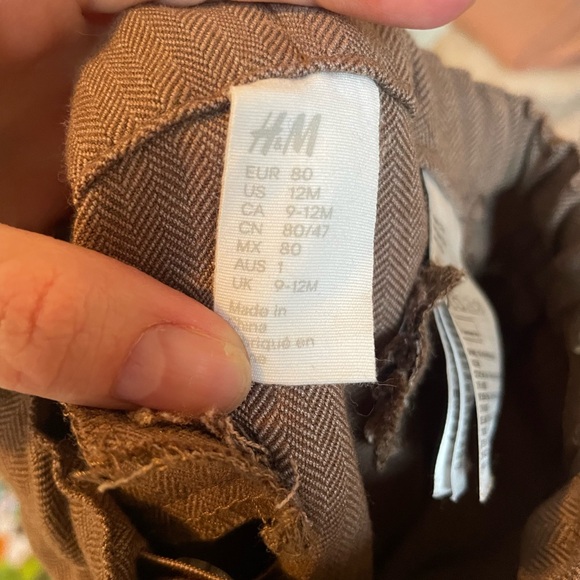 H&M
EUR 80
US 12M
CA 9-12M
CN 80/47
MX 80
AUS 1
UK 9-12M
Made in
en